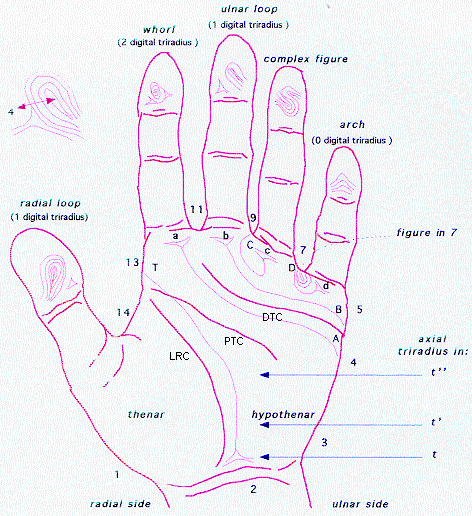 ulnar loop
(1 digital triradius)
whorl
(2 digital triradius)
complex figure
4
arch
(0 digital triradius)
radial loop
(1 digital triradius)
11
9
figure in 7
a
b
C
c
7
13
T
D
d
14
DTC
B
5
A
PTC
LRC
4
axial
triradius in:
t''
thenar
hypothenar
t'
3
t
1
2
radial side
ulnar side